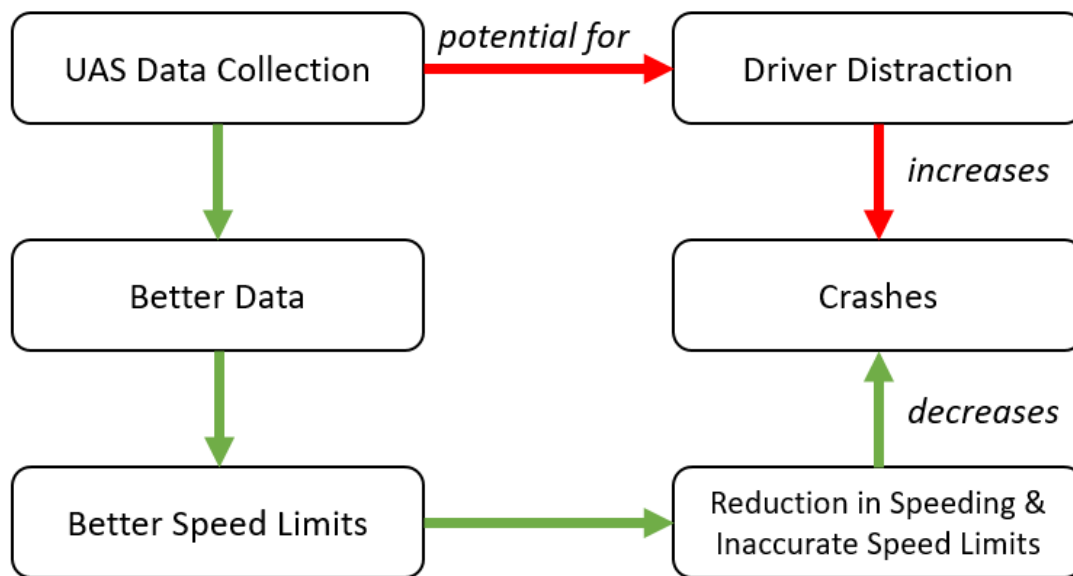 UAS Data Collection
potential for
Driver Distraction
increases
Better Data
Crashes
decreases
Better Speed Limits
Reduction in Speeding &
Inaccurate Speed Limits